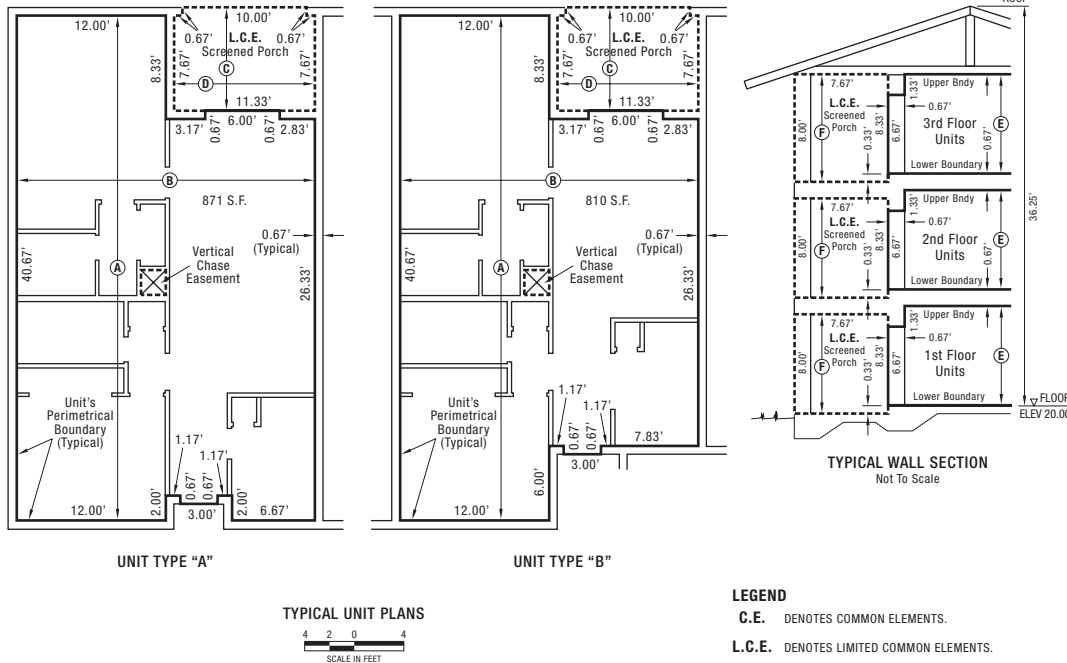 12.00'
10.00'
0.67'
L.C.E.
0.67'
Screened Porch
8.33'
7.67'
C
7.67'
D
11.33'
6.00'
3.17'
0.67'
0.67'
2.83'
B
871 S.F.
0.67'
(Typical)
Vertical
Chase
Easement
40.67'
A
26.33'
Unit's
Perimetrical
Boundary
(Typical)
1.17'
1.17'
0.67'
0.67'
2.00'
2.00'
12.00'
3.00'
6.67'
UNIT TYPE "A"
12.00'
10.00'
0.67'
L.C.E.
0.67'
Screened Porch
8.33'
7.67'
C
7.67'
D
11.33'
6.00'
3.17'
0.67'
0.67'
2.83'
B
810 S.F.
0.67'
(Typical)
Vertical
Chase
Easement
40.67'
A
26.33'
Unit's
Perimetrical
Boundary
(Typical)
1.17'
1.17'
0.67'
0.67'
7.83'
3.00'
6.00'
12.00'
UNIT TYPE "B"
7.67'
Upper Bndy
1.33'
L.C.E.
Screened
Porch
0.67'
8.00'
F
0.33'
8.33'
6.67'
3rd Floor
Units
0.67'
E
Lower Boundary
7.67'
Upper Bndy
1.33'
L.C.E.
Screened
Porch
0.67'
8.00'
F
0.33'
8.33'
6.67'
2nd Floor
Units
0.67'
E
Lower Boundary
7.67'
Upper Bndy
1.33'
L.C.E.
Screened
Porch
0.67'
8.00'
F
0.33'
8.33'
6.67'
1st Floor
Units
E
Lower Boundary
36.25'
FLOOR
ELEV 20.00
TYPICAL WALL SECTION
Not To Scale
TYPICAL UNIT PLANS
4 2 0 4
SCALE IN FEET
LEGEND
C.E. DENOTES COMMON ELEMENTS.
L.C.E. DENOTES LIMITED COMMON ELEMENTS.